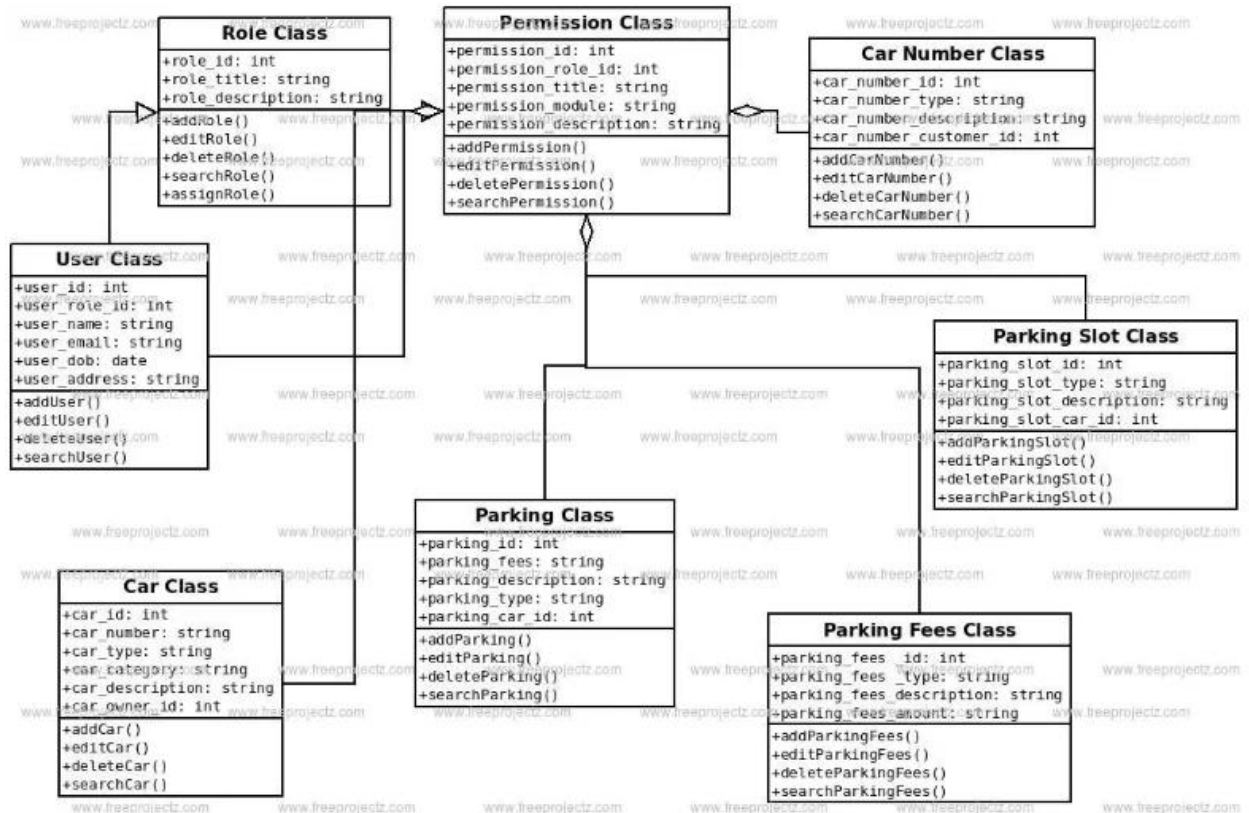 Role Class
+role_id: int
+role_title: string
+role_description: string
+addRole()
+editRole()
+deleteRole()
+searchRole()
+assignRole()
Permission Class
+permission_id: int
+permission_role_id: int
+permission_title: string
+permission_module: string
+permission_description: string
+addPermission()
+editPermission()
+deletePermission()
+searchPermission()
Car Number Class
+car_number_id: int
+car_number_type: string
+car_number_description: string
+car_number_customer_id: int
+addCarNumber()
+editCarNumber()
+deleteCarNumber()
+searchCarNumber()
User Class
+user_id: int
+user_role_id: int
+user_name: string
+user_email: string
+user_dob: date
+user_address: string
+addUser()
+editUser()
+deleteUser()
+searchUser()
Parking Slot Class
+parking_slot_id: int
+parking_slot_type: string
+parking_slot_description: string
+parking_slot_car_id: int
+addParkingSlot()
+editParkingSlot()
+deleteParkingSlot()
+searchParkingSlot()
Parking Class
+parking_id: int
+parking_fees: string
+parking_description: string
+parking_type: string
+parking_car_id: int
+addParking()
+editParking()
+deleteParking()
+searchParking()
Car Class
+car_id: int
+car_number: string
+car_type: string
+car_category: string
+car_description: string
+car_owner_id: int
+addCar()
+editCar()
+deleteCar()
+searchCar()
Parking Fees Class
+parking_fees _id: int
+parking_fees _type: string
+parking_fees_description: string
+parking_fees_amount: string
+addParkingFees()
+editParkingFees()
+deleteParkingFees()
+searchParkingFees()
www.freeprojectz.com